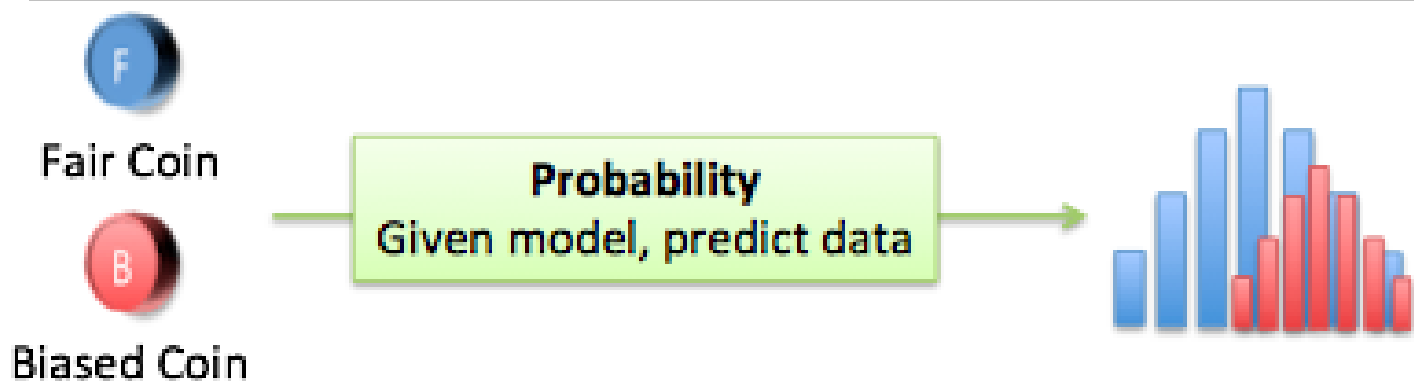 F
Fair Coin
B
Biased Coin
Probability
Given model, predict data